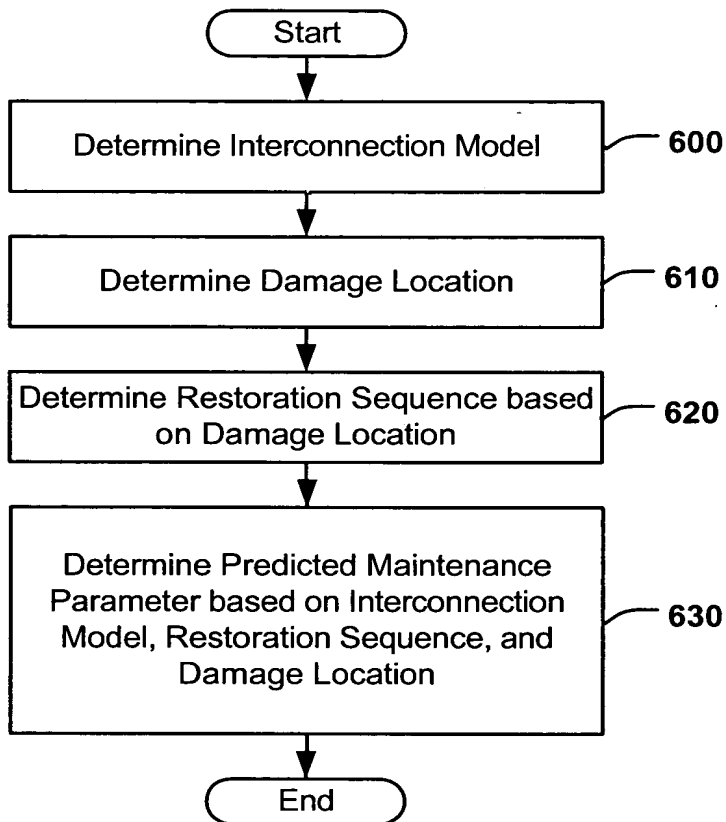 Start
Determine Interconnection Model
600
Determine Damage Location
610
Determine Restoration Sequence based
on Damage Location
620
Determine Predicted Maintenance
Parameter based on Interconnection
Model, Restoration Sequence, and
Damage Location
630
End